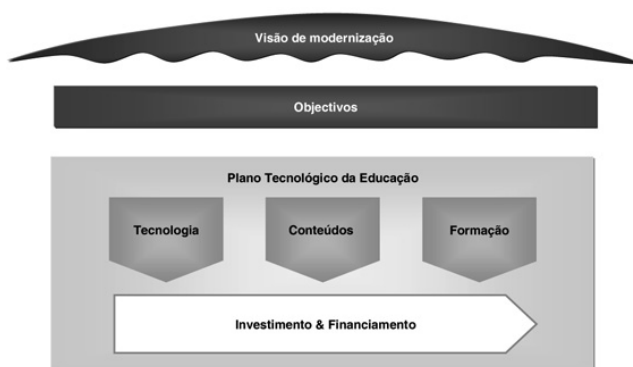 Visão de modernização
Objectivos
Plano Tecnológico da Educação
Tecnologia
Conteúdos
Formação
Investimento & Financiamento